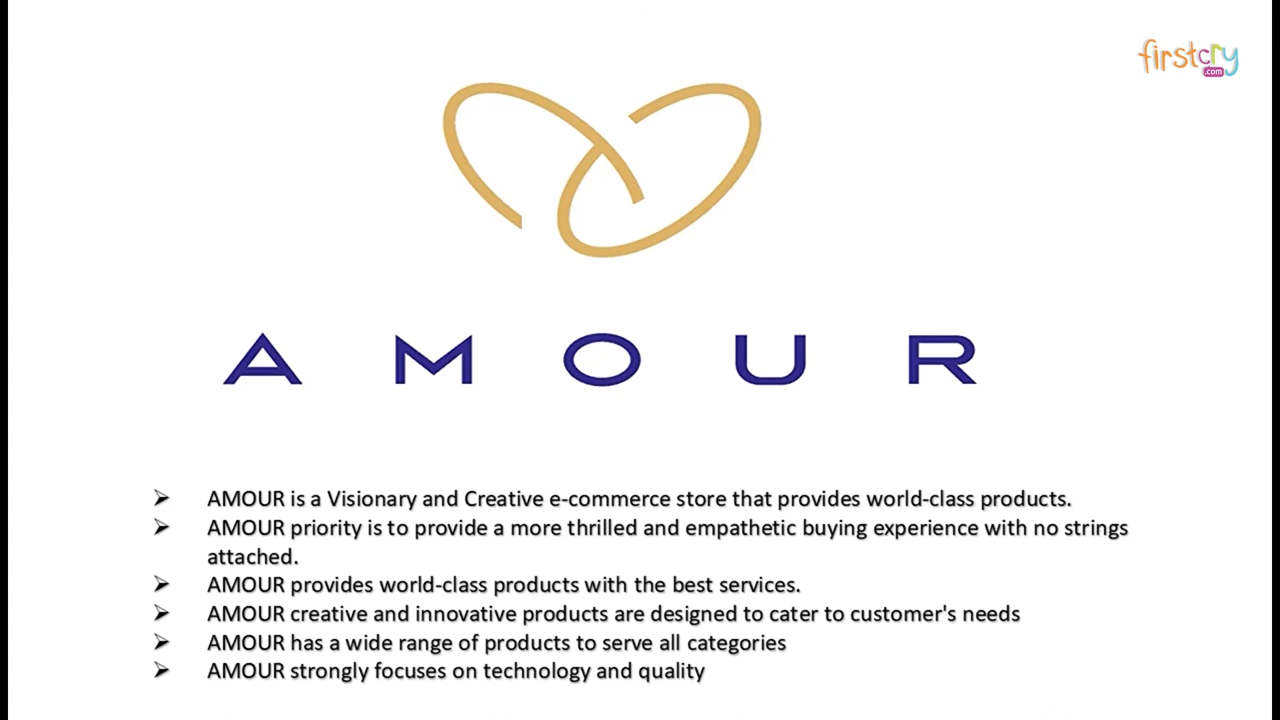 firstcry
.com
AMOUR
➢ AMOUR is a Visionary and Creative e-commerce store that provides world-class products.
➢ AMOUR priority is to provide a more thrilled and empathetic buying experience with no strings
attached.
➢ AMOUR provides world-class products with the best services.
➢ AMOUR creative and innovative products are designed to cater to customer's needs
➢ AMOUR has a wide range of products to serve all categories
➢ AMOUR strongly focuses on technology and quality